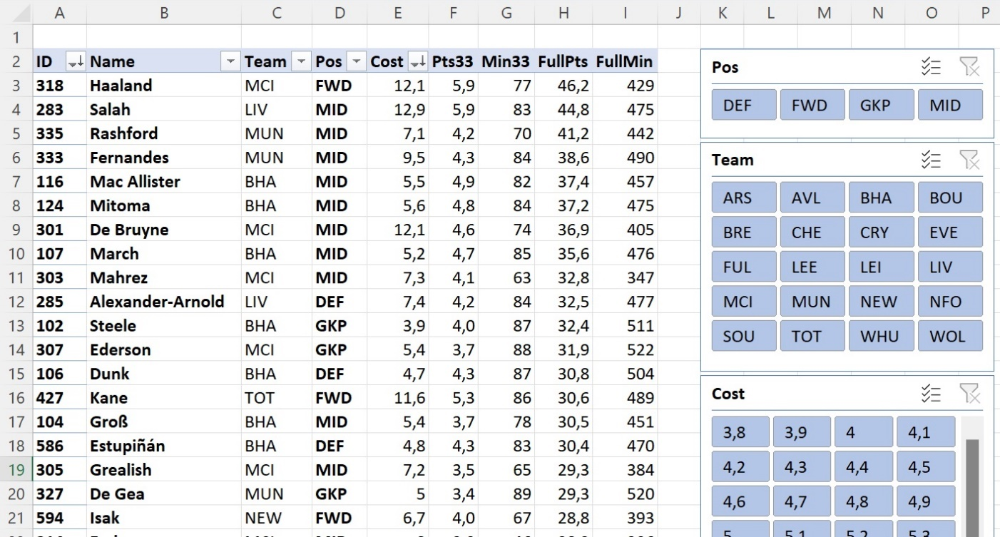 A B C D E F G H I J K L M N O P
1
2 ID Name Team Pos Cost Pts33 Min33 FullPts FullMin
3 318 Haaland MCI FWD 12,1 5,9 77 46,2 429
4 283 Salah LIV MID 12,9 5,9 83 44,8 475
5 335 Rashford MUN MID 7,1 4,2 70 41,2 442
6 333 Fernandes MUN MID 9,5 4,3 84 38,6 490
7 116 Mac Allister BHA MID 5,5 4,9 82 37,4 457
8 124 Mitoma BHA MID 5,6 4,8 84 37,2 475
9 301 De Bruyne MCI MID 12,1 4,6 74 36,9 405
10 107 March BHA MID 5,2 4,7 85 35,6 476
11 303 Mahrez MCI MID 7,3 4,1 63 32,8 347
12 285 Alexander-Arnold LIV DEF 7,4 4,2 84 32,5 477
13 102 Steele BHA GKP 3,9 4,0 87 32,4 511
14 307 Ederson MCI GKP 5,4 3,7 88 31,9 522
15 106 Dunk BHA DEF 4,7 4,3 87 30,8 504
16 427 Kane TOT FWD 11,6 5,3 86 30,6 489
17 104 Groß BHA MID 5,4 3,7 78 30,5 451
18 586 Estupiñán BHA DEF 4,8 4,3 83 30,4 470
19 305 Grealish MCI MID 7,2 3,5 65 29,3 384
20 327 De Gea MUN GKP 5 3,4 89 29,3 520
21 594 Isak NEW FWD 6,7 4,0 67 28,8 393
Pos
DEF FWD GKP MID
Team
ARS AVL BHA BOU
BRE CHE CRY EVE
FUL LEE LEI LIV
MCI MUN NEW NFO
SOU TOT WHU WOL
Cost
3,8 3,9 4 4,1
4,2 4,3 4,4 4,5
4,6 4,7 4,8 4,9
5 5,1 5,2 5,3